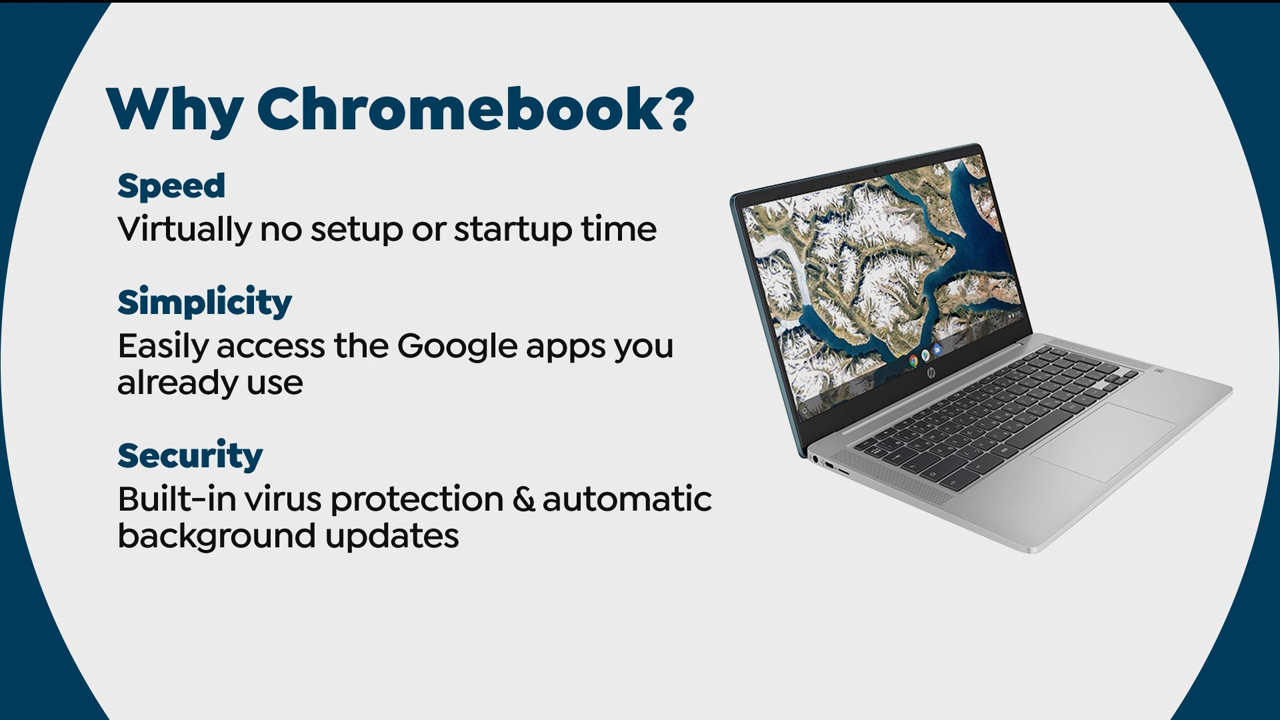 Why Chromebook?
Speed
Virtually no setup or startup time
Simplicity
Easily access the Google apps you
already use
Security
Built-in virus protection & automatic
background updates
hp